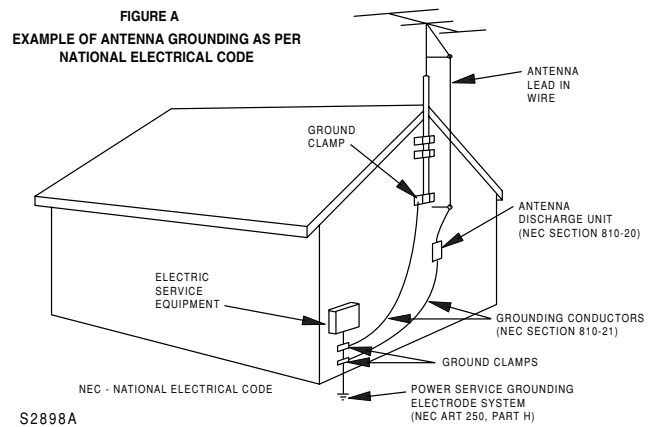 FIGURE A
EXAMPLE OF ANTENNA GROUNDING AS PER
NATIONAL ELECTRICAL CODE
ANTENNA
LEAD IN
WIRE
GROUND
CLAMP
ANTENNA
DISCHARGE UNIT
(NEC SECTION 810-20)
ELECTRIC
SERVICE
EQUIPMENT
GROUNDING CONDUCTORS
(NEC SECTION 810-21)
GROUND CLAMPS
NEC - NATIONAL ELECTRICAL CODE
POWER SERVICE GROUNDING
ELECTRODE SYSTEM
(NEC ART 250, PART H)
S2898A